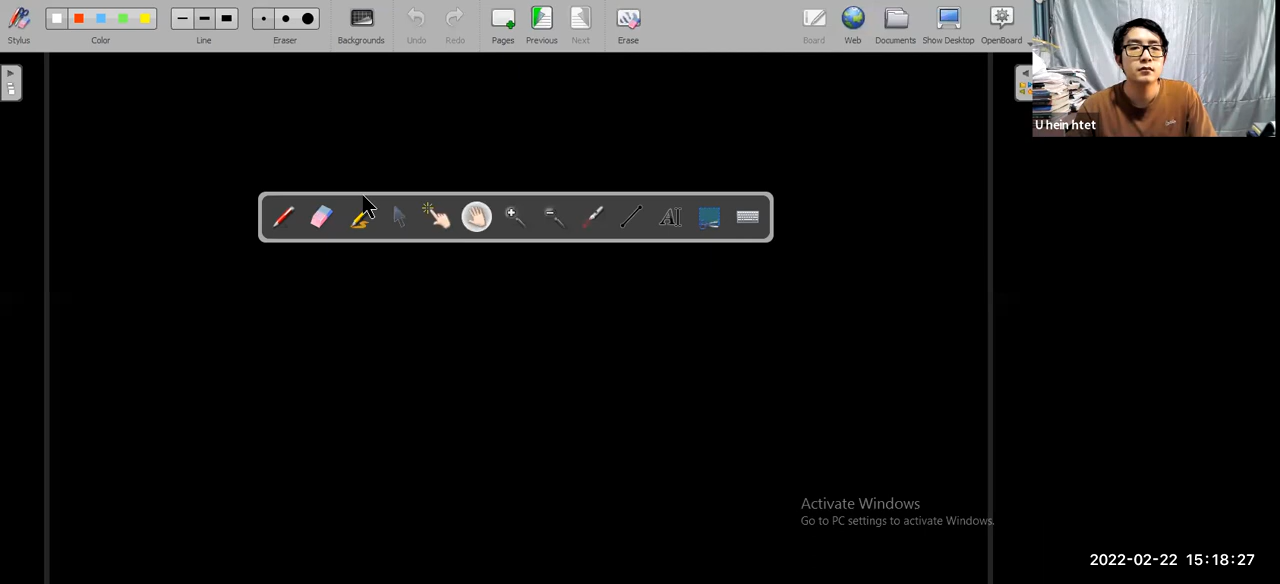 Stylus Color Line Eraser Backgrounds Undo Redo Pages Previous Next Erase Board Web Documents Show Desktop OpenBoard
U hein htet
AI
Activate Windows
Go to PC settings to activate Windows.
2022-02-22 15:18:27